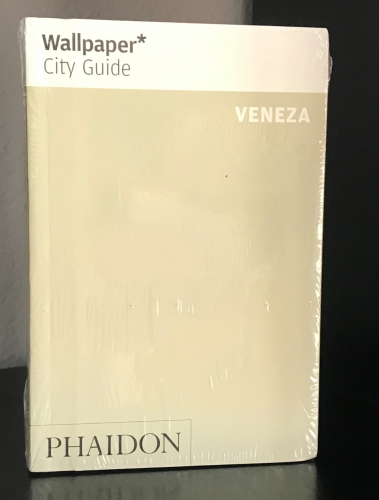 Wallpaper*
City Guide
VENEZA
PHAIDON